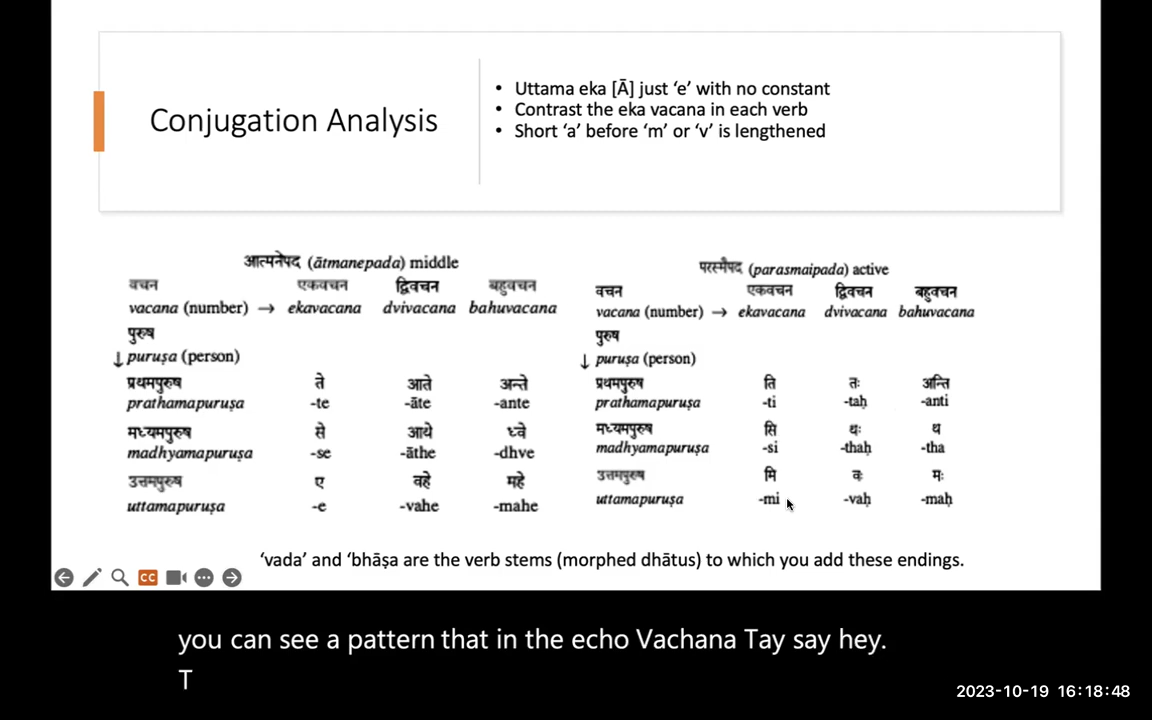 Conjugation Analysis
• Uttama eka [Ā] just ‘e’ with no constant
• Contrast the eka vacana in each verb
• Short ‘a’ before ‘m’ or ‘v’ is lengthened
आत्मनेपद (ātmanepada) middle
वचन एकवचन द्विवचन बहुवचन
vacana (number) → ekavacana dvivacana bahuvacana
पुरुष
↓ puruṣa (person)
प्रथमपुरुष ते आते अन्ते
prathamapuruṣa -te -āte -ante
मध्यमपुरुष से आथे ध्वे
madhyamapuruṣa -se -āthe -dhve
उत्तमपुरुष ए वहे महे
uttamapuruṣa -e -vahe -mahe
परस्मैपद (parasmaipada) active
वचन एकवचन द्विवचन बहुवचन
vacana (number) → ekavacana dvivacana bahuvacana
पुरुष
↓ puruṣa (person)
प्रथमपुरुष ति तः अन्ति
prathamapuruṣa -ti -taḥ -anti
मध्यमपुरुष सि थः थ
madhyamapuruṣa -si -thaḥ -tha
उत्तमपुरुष मि वः मः
uttamapuruṣa -mi -vaḥ -maḥ
‘vada’ and ‘bhāṣa are the verb stems (morphed dhātus) to which you add these endings.
CC
you can see a pattern that in the echo Vachana Tay say hey.
T
2023-10-19 16:18:48